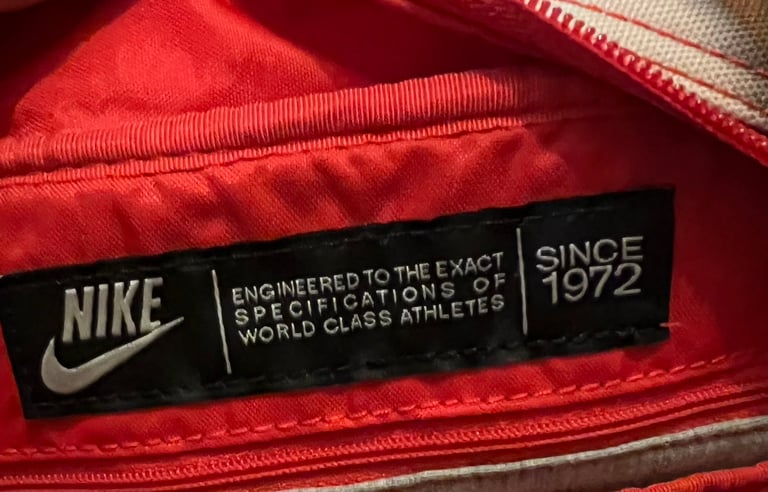 NIKE
ENGINEERED TO THE EXACT
SPECIFICATIONS OF
WORLD CLASS ATHLETES
SINCE
1972